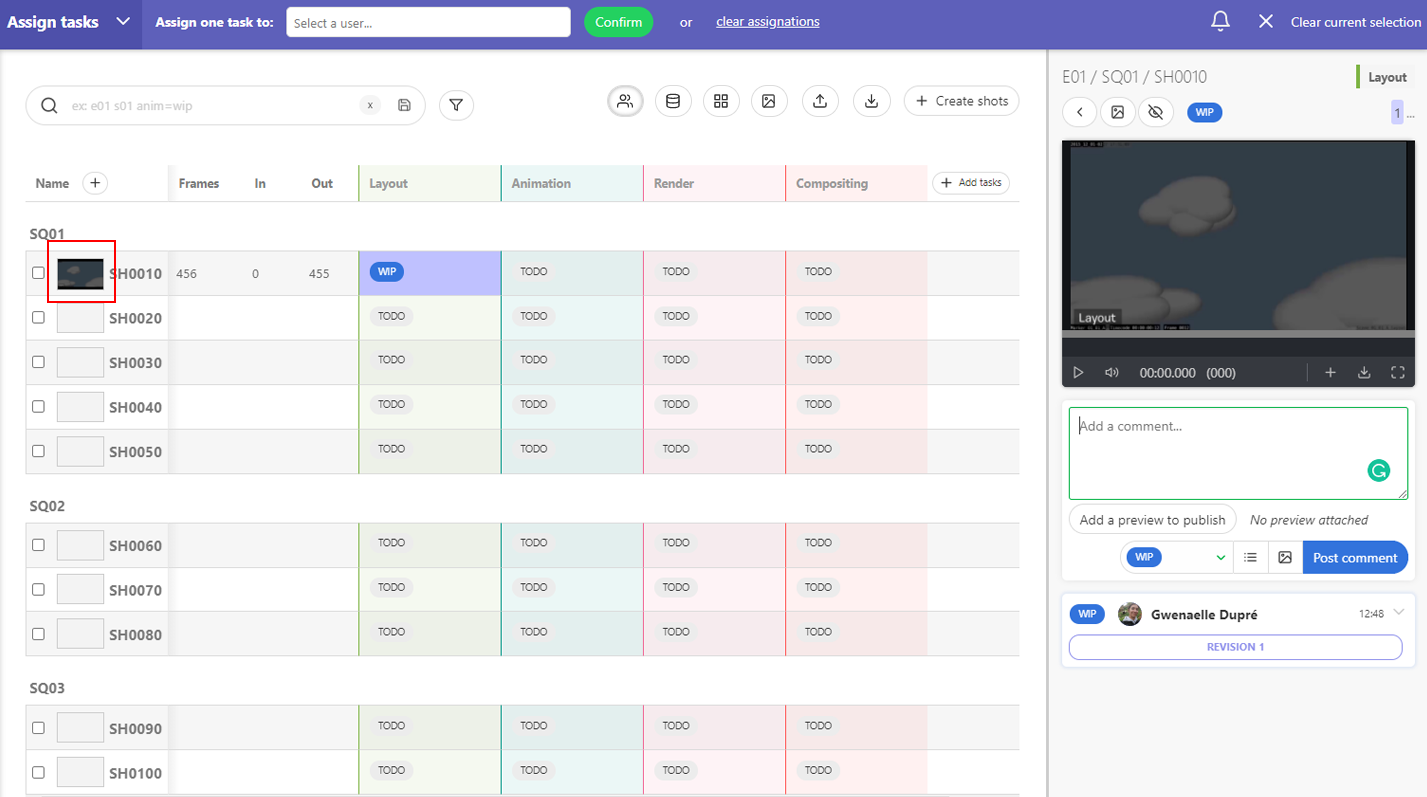 Assign tasks Assign one task to: Select a user... Confirm or clear assignations Clear current selection
ex: e01 s01 anim=wip x Create shots
Name Frames In Out Layout Animation Render Compositing Add tasks
SQ01
SH0010 456 0 455 WIP TODO TODO TODO
SH0020 TODO TODO TODO TODO
SH0030 TODO TODO TODO TODO
SH0040 TODO TODO TODO TODO
SH0050 TODO TODO TODO TODO
SQ02
SH0060 TODO TODO TODO TODO
SH0070 TODO TODO TODO TODO
SH0080 TODO TODO TODO TODO
SQ03
SH0090 TODO TODO TODO TODO
SH0100 TODO TODO TODO TODO
E01 / SQ01 / SH0010 Layout
WIP 1 ...
Layout
00:00.000 (000)
Add a comment...
Add a preview to publish No preview attached
WIP Post comment
WIP Gwenaelle Dupré 12:48
REVISION 1